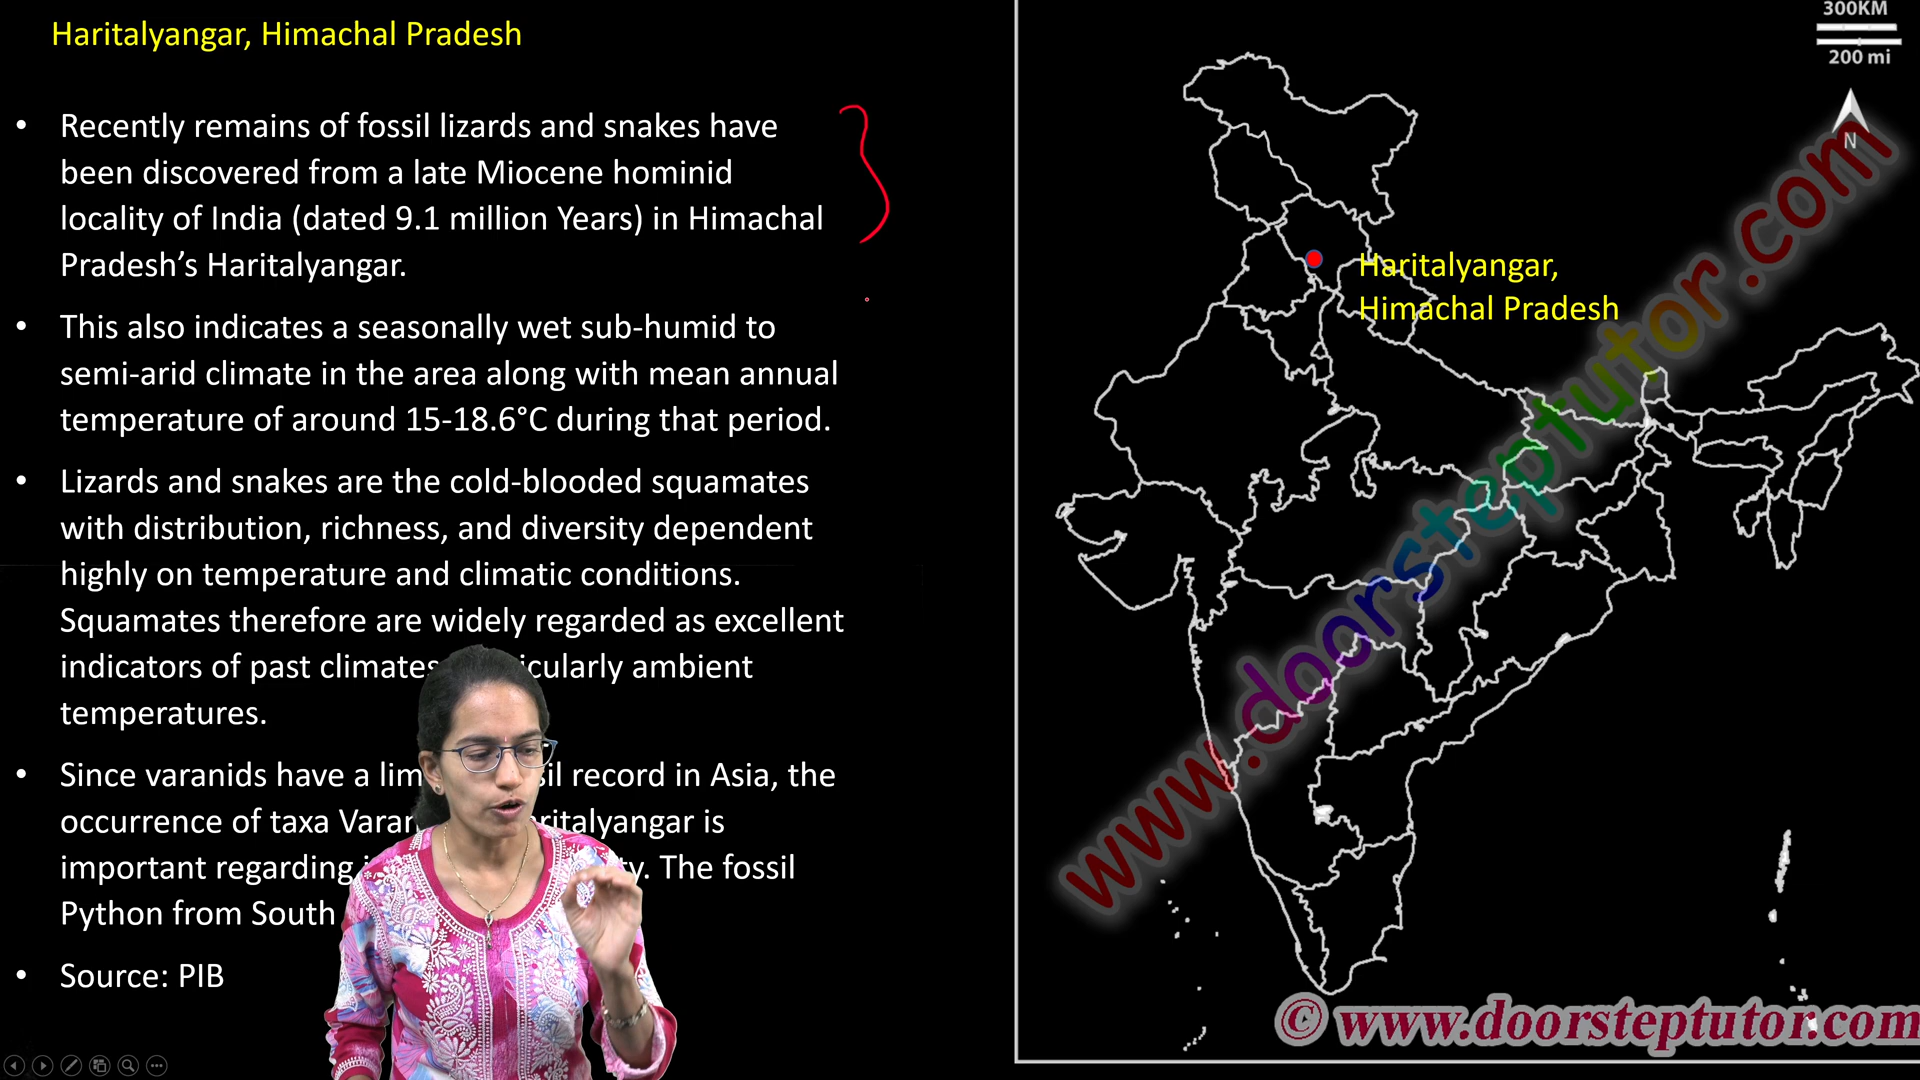 Haritalyangar, Himachal Pradesh
• Recently remains of fossil lizards and snakes have
been discovered from a late Miocene hominid
locality of India (dated 9.1 million Years) in Himachal
Pradesh’s Haritalyangar.
• This also indicates a seasonally wet sub-humid to
semi-arid climate in the area along with mean annual
temperature of around 15-18.6°C during that period.
• Lizards and snakes are the cold-blooded squamates
with distribution, richness, and diversity dependent
highly on temperature and climatic conditions.
Squamates therefore are widely regarded as excellent
indicators of past climates ambient
temperatures.
• Since varanids have a record in Asia, the
occurrence of taxa is
important regarding The fossil
Python from South
• Source: PIB
300KM
200 mi
N
Haritalyangar,
Himachal Pradesh
www.doorsteptutor.com
© www.doorsteptutor.com